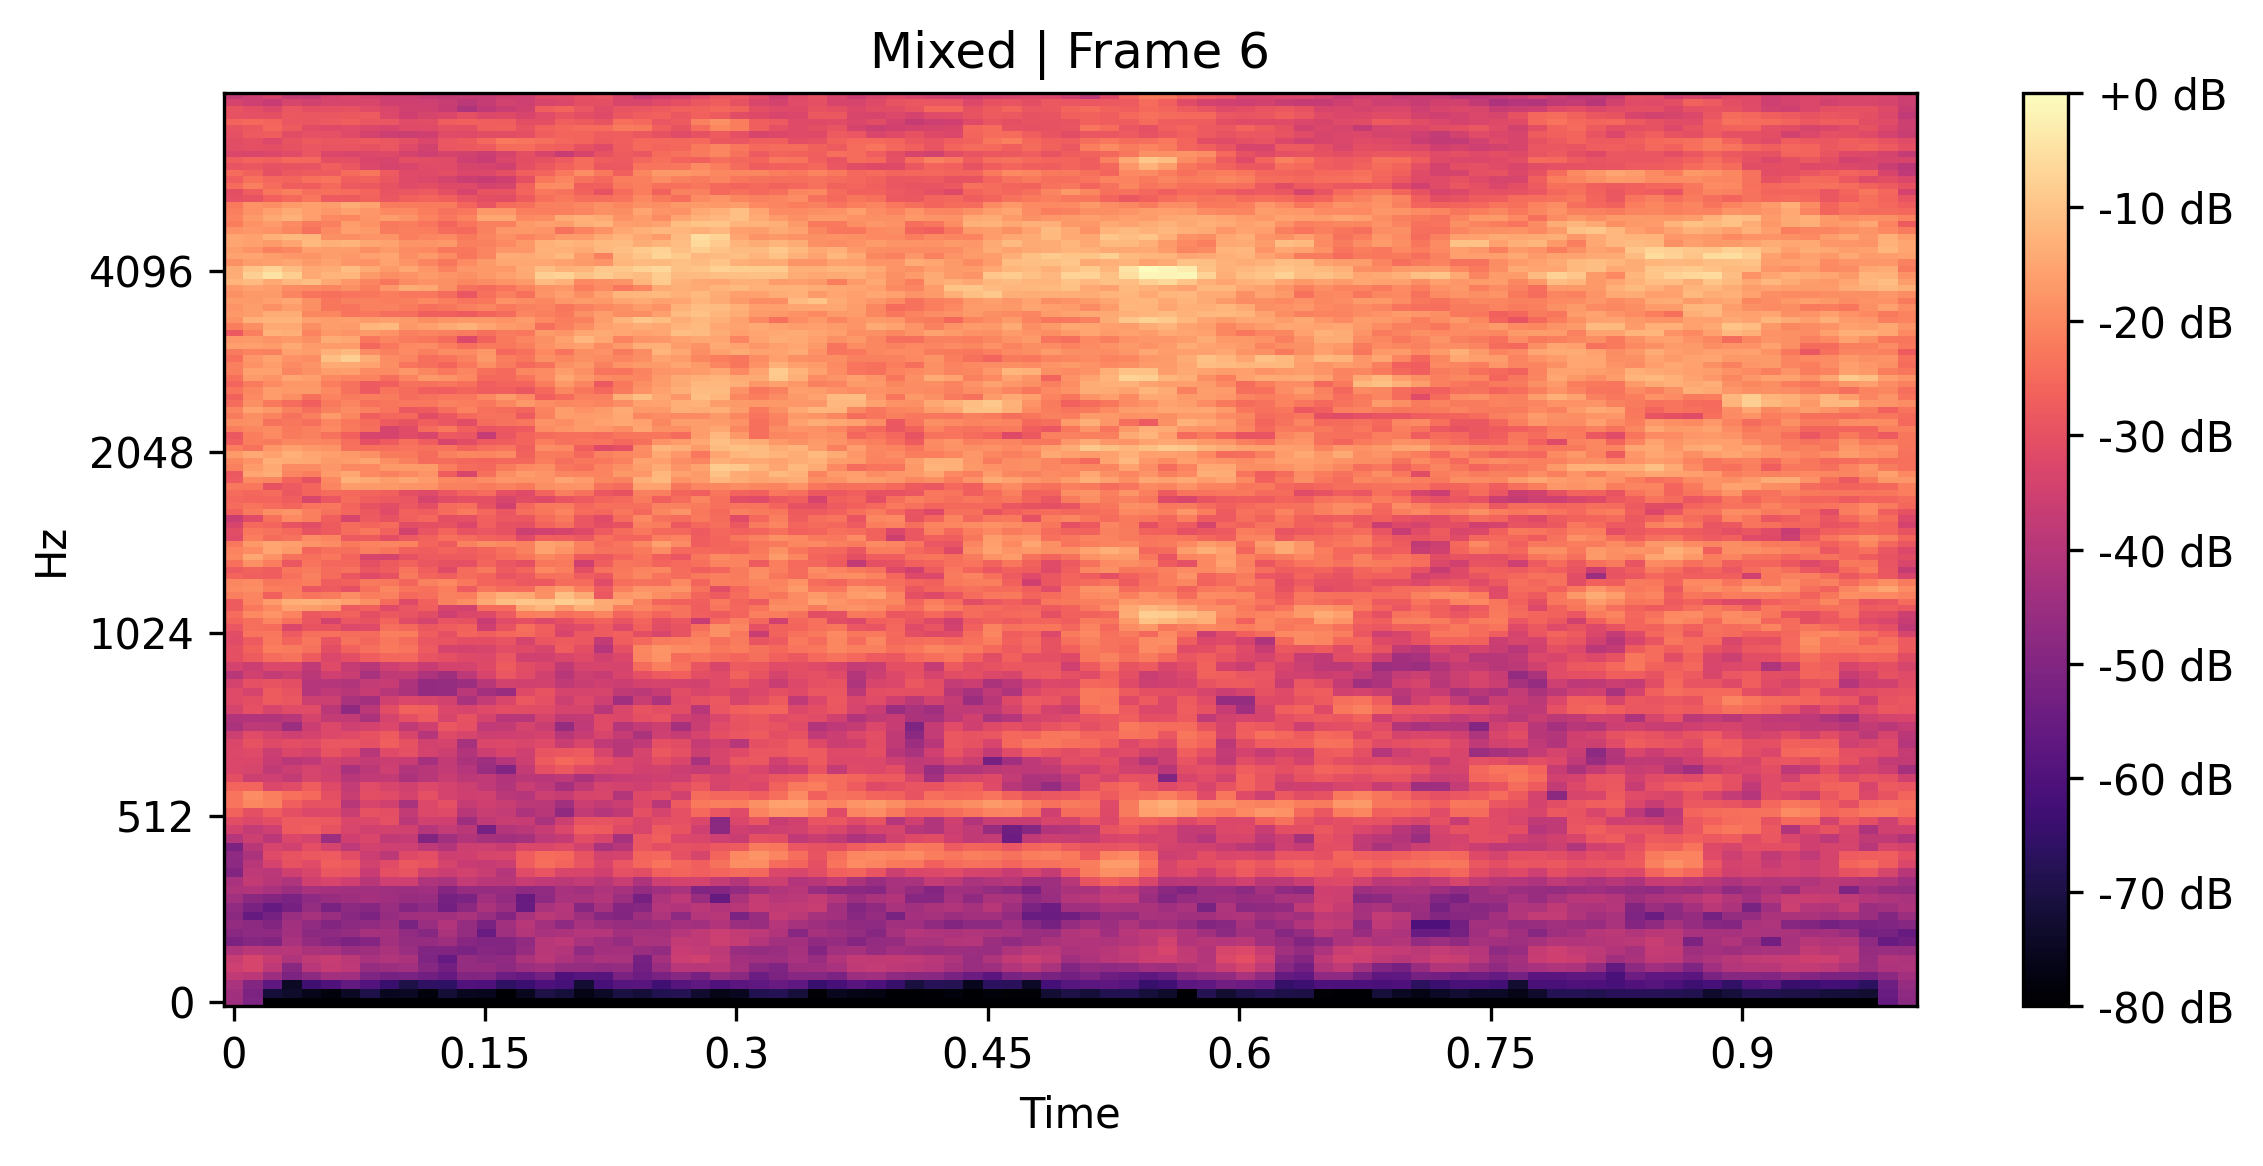 Mixed | Frame 6
Hz
4096
2048
1024
512
0
0 0.15 0.3 0.45 0.6 0.75 0.9
Time
+0 dB
-10 dB
-20 dB
-30 dB
-40 dB
-50 dB
-60 dB
-70 dB
-80 dB